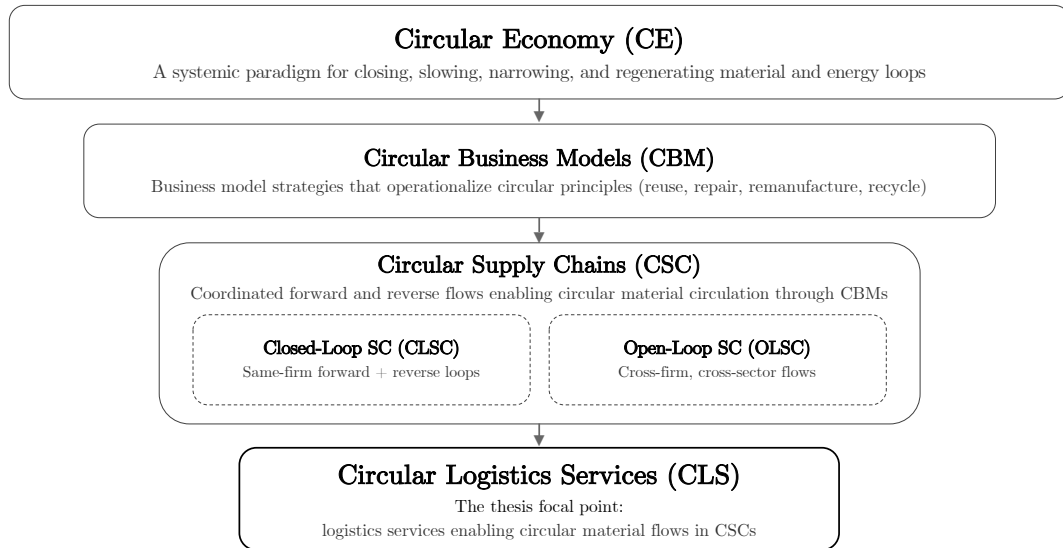 Circular Economy (CE)
A systemic paradigm for closing, slowing, narrowing, and regenerating material and energy loops
Circular Business Models (CBM)
Business model strategies that operationalize circular principles (reuse, repair, remanufacture, recycle)
Circular Supply Chains (CSC)
Coordinated forward and reverse flows enabling circular material circulation through CBMs
Closed-Loop SC (CLSC)
Same-firm forward + reverse loops
Open-Loop SC (OLSC)
Cross-firm, cross-sector flows
Circular Logistics Services (CLS)
The thesis focal point:
logistics services enabling circular material flows in CSCs